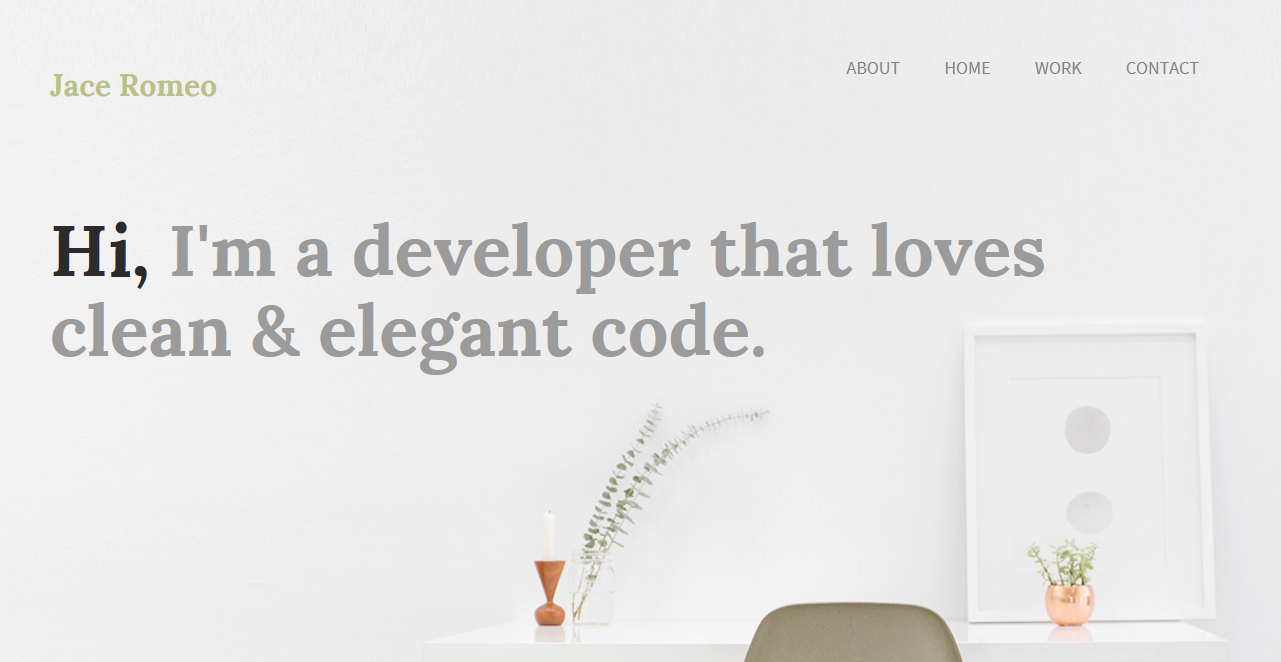 Jace Romeo
ABOUT HOME WORK CONTACT
Hi, I'm a developer that loves
clean & elegant code.